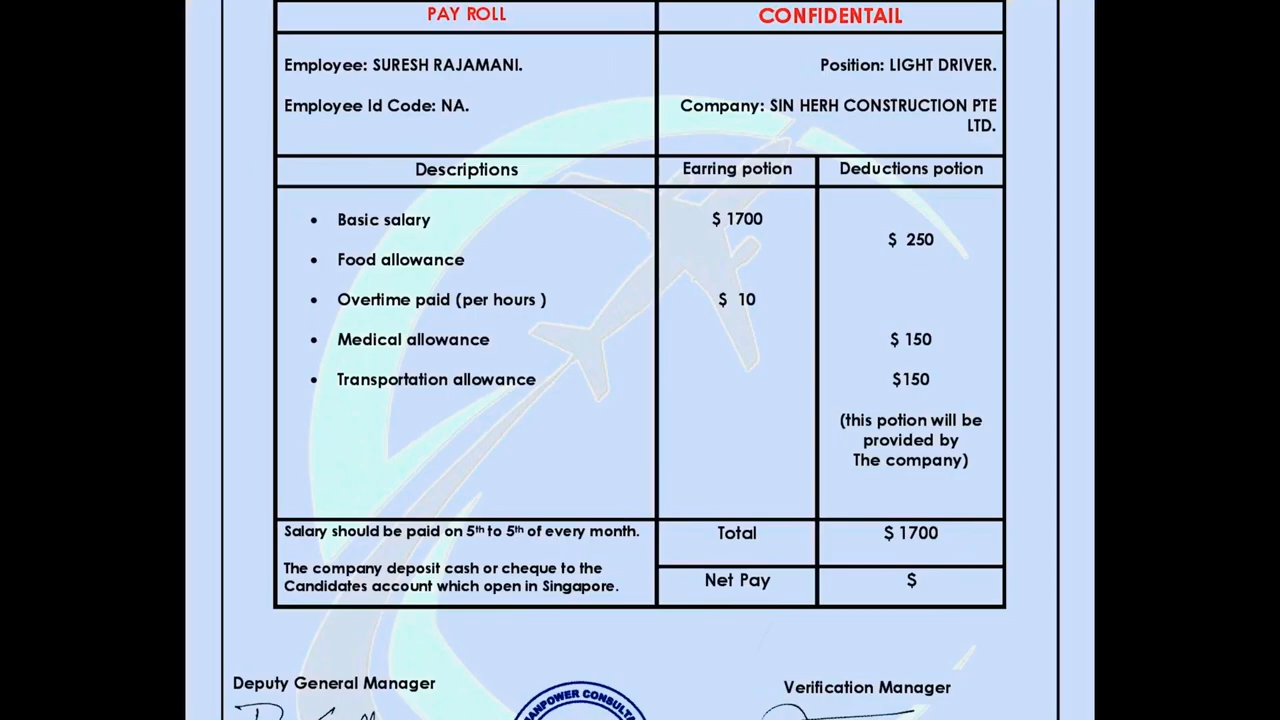 PAY ROLL
CONFIDENTAIL
Employee: SURESH RAJAMANI.
Position: LIGHT DRIVER.
Employee Id Code: NA.
Company: SIN HERH CONSTRUCTION PTE
LTD.
Descriptions
Earring potion
Deductions potion
• Basic salary
$ 1700
$ 250
• Food allowance
• Overtime paid (per hours )
$ 10
• Medical allowance
$ 150
• Transportation allowance
$150
(this potion will be
provided by
The company)
Salary should be paid on 5th to 5th of every month.
Total
$ 1700
The company deposit cash or cheque to the
Candidates account which open in Singapore.
Net Pay
$
Deputy General Manager
Verification Manager
MANPOWER